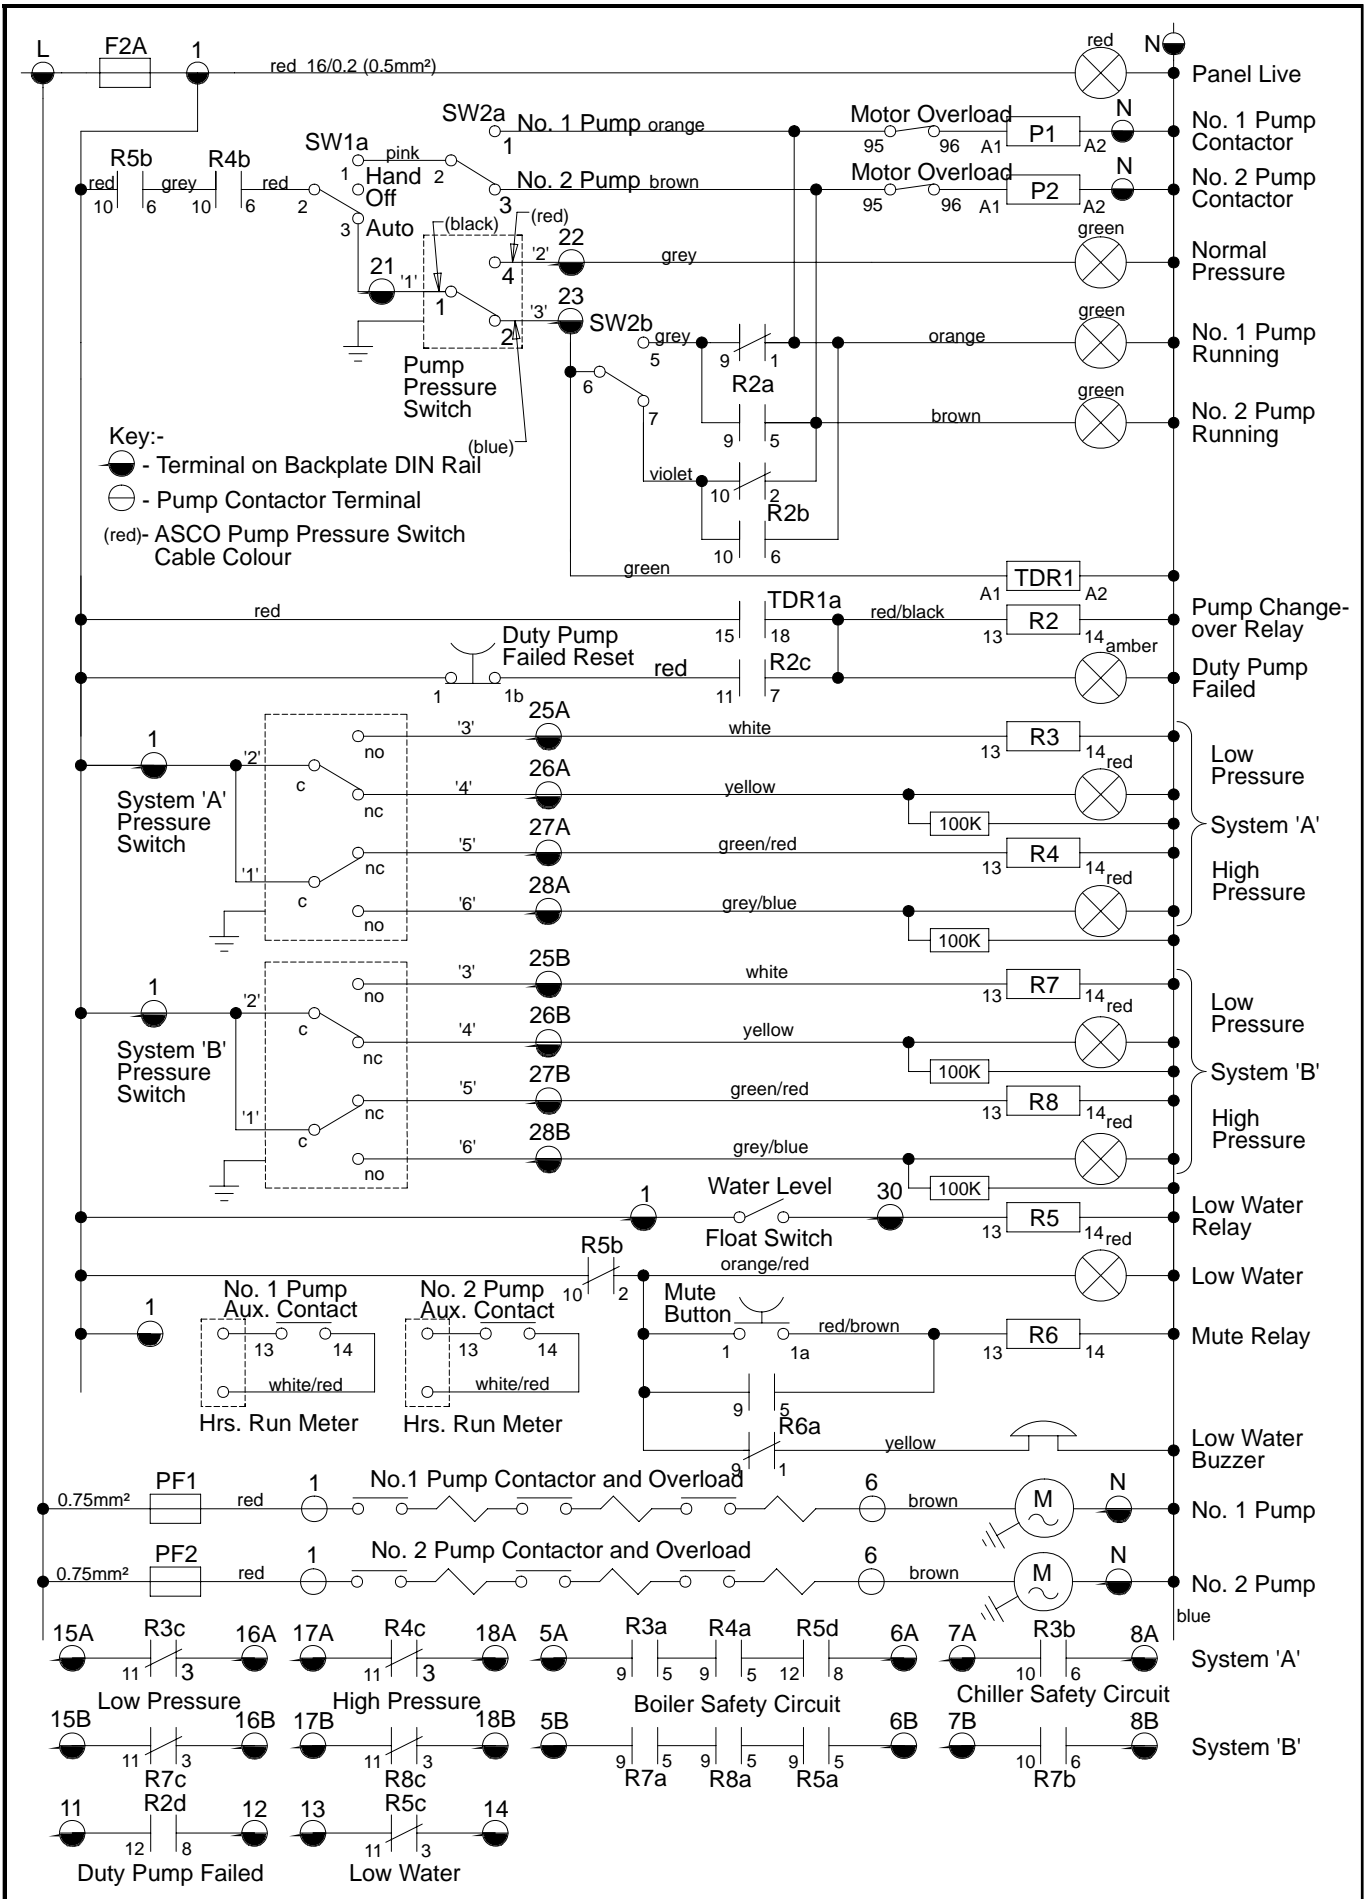 L F2A 1 red 16/0.2 (0.5mm²) red N Panel Live
SW2a 1 No. 1 Pump orange Motor Overload 95 96 A1 P1 A2 N No. 1 Pump
Contactor
R5b R4b SW1a 1 pink 2
red 10 6 grey 10 6 red 2 Hand
Off
3 Auto
3 No. 2 Pump brown Motor Overload 95 96 A1 P2 A2 N No. 2 Pump
Contactor
(black) (red)
21 '1' 1 4 '2' 22 grey green Normal
Pressure
2 '3' 23
Pump
Pressure
Switch
(blue)
SW2b 5 grey 9 1 orange green No. 1 Pump
Running
R2a
6 7 9 5 brown green No. 2 Pump
Running
Key:-
- Terminal on Backplate DIN Rail
- Pump Contactor Terminal
(red)- ASCO Pump Pressure Switch
Cable Colour
violet 10 2
R2b
10 6
green A1 TDR1 A2
red TDR1a 15 18 red/black 13 R2 14 Pump Change-
over Relay
Duty Pump
Failed Reset
1 1b red R2c 11 7 amber Duty Pump
Failed
1 '2' c no '3' 25A white 13 R3 14 Low
Pressure
System 'A'
Pressure
Switch
nc '4' 26A yellow red
100K System 'A'
'1' c nc '5' 27A green/red 13 R4 14 High
Pressure
no '6' 28A grey/blue red
100K
1 '2' c no '3' 25B white 13 R7 14 Low
Pressure
System 'B'
Pressure
Switch
nc '4' 26B yellow red
100K System 'B'
'1' c nc '5' 27B green/red 13 R8 14 High
Pressure
no '6' 28B grey/blue red
100K
1 Water Level 30
Float Switch
13 R5 14 Low Water
Relay
R5b 10 2 orange/red red Low Water
1 No. 1 Pump
Aux. Contact
13 14
white/red
Hrs. Run Meter
No. 2 Pump
Aux. Contact
13 14
white/red
Hrs. Run Meter
Mute
Button
1 1a red/brown 13 R6 14 Mute Relay
9 5
R6a
9 1 yellow Low Water
Buzzer
0.75mm² PF1 red 1 No.1 Pump Contactor and Overload 6 brown M N No. 1 Pump
0.75mm² PF2 red 1 No. 2 Pump Contactor and Overload 6 brown M N No. 2 Pump
blue
15A R3c 11 3 16A 17A R4c 11 3 18A 5A R3a 9 5 R4a 9 5 R5d 12 8 6A 7A R3b 10 6 8A System 'A'
Low Pressure High Pressure Boiler Safety Circuit Chiller Safety Circuit
15B 11 3 R7c 16B 17B 11 3 R8c 18B 5B 9 5 R7a 9 5 R8a 9 5 R5a 6B 7B 10 6 R7b 8B System 'B'
11 R2d 12 8 12 13 R5c 11 3 14
Duty Pump Failed Low Water